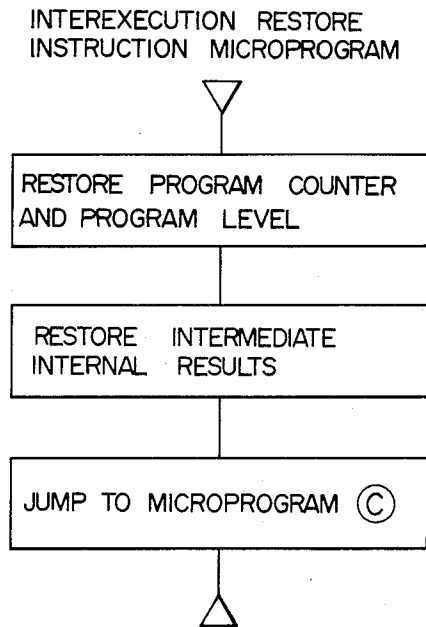 INTEREXECUTION RESTORE
INSTRUCTION MICROPROGRAM
RESTORE PROGRAM COUNTER
AND PROGRAM LEVEL
RESTORE INTERMEDIATE
INTERNAL RESULTS
JUMP TO MICROPROGRAM C